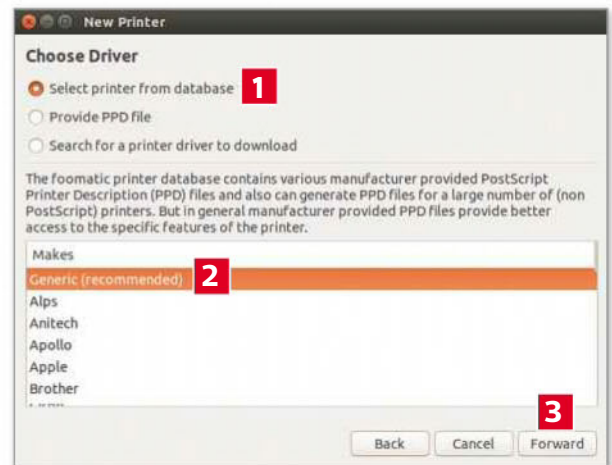 New Printer
Choose Driver
Select printer from database 1
Provide PPD file
Search for a printer driver to download
The foomatic printer database contains various manufacturer provided PostScript
Printer Description (PPD) files and also can generate PPD files for a large number of (non
PostScript) printers. But in general manufacturer provided PPD files provide better
access to the specific features of the printer.
Makes
Generic (recommended) 2
Alps
Anitech
Apollo
Apple
Brother
3
Back Cancel Forward